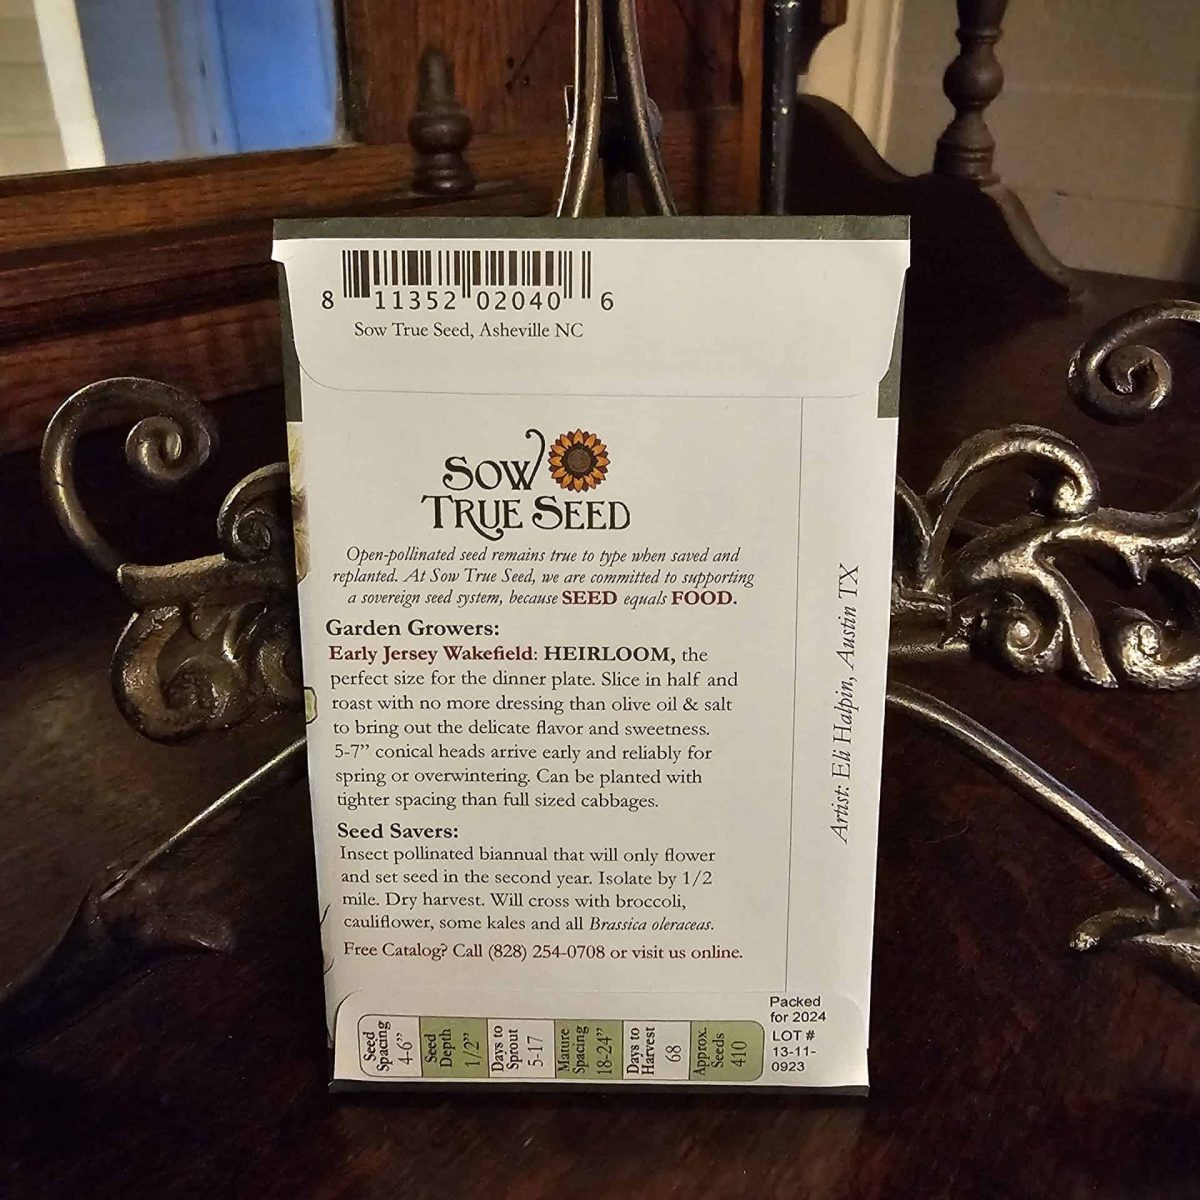 8 11352 02040 6
Sow True Seed, Asheville NC
SOW
TRUE SEED
Open-pollinated seed remains true to type when saved and
replanted. At Sow True Seed, we are committed to supporting
a sovereign seed system, because SEED equals FOOD.
Garden Growers:
Early Jersey Wakefield: HEIRLOOM, the
perfect size for the dinner plate. Slice in half and
roast with no more dressing than olive oil & salt
to bring out the delicate flavor and sweetness.
5-7” conical heads arrive early and reliably for
spring or overwintering. Can be planted with
tighter spacing than full sized cabbages.
Seed Savers:
Insect pollinated biannual that will only flower
and set seed in the second year. Isolate by 1/2
mile. Dry harvest. Will cross with broccoli,
cauliflower, some kales and all Brassica oleraceas.
Free Catalog? Call (828) 254-0708 or visit us online.
Artist: Eli Halpin, Austin TX
Seed
Spacing
4-6”
Seed
Depth
1/2”
Days to
Sprout
5-17
Mature
Spacing
18-24”
Days to
Harvest
68
Approx.
Seeds
410
Packed
for 2024
LOT #
13-11-
0923